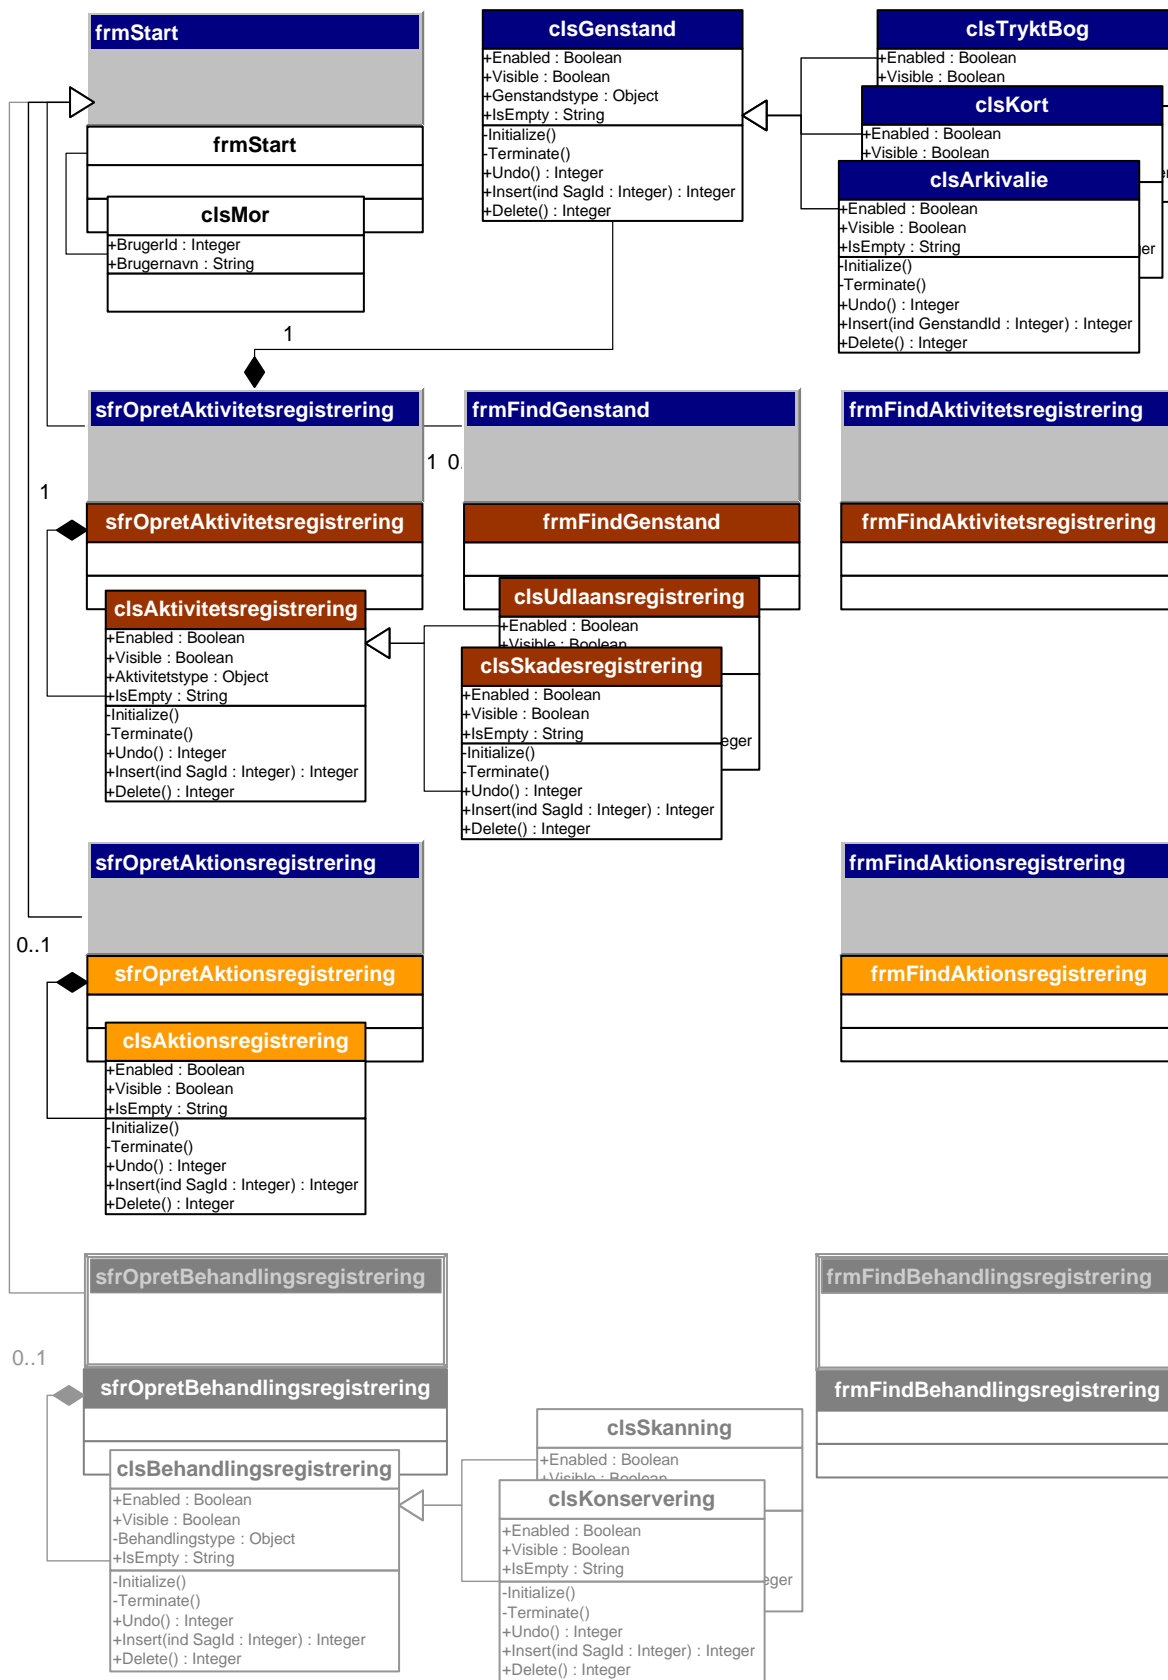 frmStart
frmStart
clsMor
+BrugerId : Integer
+Brugernavn : String
clsGenstand
+Enabled : Boolean
+Visible : Boolean
+Genstandstype : Object
+IsEmpty : String
-Initialize()
-Terminate()
+Undo() : Integer
+Insert(ind SagId : Integer) : Integer
+Delete() : Integer
clsTryktBog
+Enabled : Boolean
+Visible : Boolean
clsKort
+Enabled : Boolean
+Visible : Boolean
er
clsArkivalie
+Enabled : Boolean
+Visible : Boolean
+IsEmpty : String
-Initialize()
-Terminate()
+Undo() : Integer
+Insert(ind GenstandId : Integer) : Integer
+Delete() : Integer
er
1
sfrOpretAktivitetsregistrering
frmFindGenstand
frmFindAktivitetsregistrering
1 0.
1
sfrOpretAktivitetsregistrering
frmFindGenstand
frmFindAktivitetsregistrering
clsAktivitetsregistrering
+Enabled : Boolean
+Visible : Boolean
+Aktivitetstype : Object
+IsEmpty : String
-Initialize()
-Terminate()
+Undo() : Integer
+Insert(ind SagId : Integer) : Integer
+Delete() : Integer
clsUdlaansregistrering
+Enabled : Boolean
+Visible : Boolean
eger
clsSkadesregistrering
+Enabled : Boolean
+Visible : Boolean
+IsEmpty : String
-Initialize()
-Terminate()
+Undo() : Integer
+Insert(ind SagId : Integer) : Integer
+Delete() : Integer
sfrOpretAktionsregistrering
frmFindAktionsregistrering
0..1
sfrOpretAktionsregistrering
frmFindAktionsregistrering
clsAktionsregistrering
+Enabled : Boolean
+Visible : Boolean
+IsEmpty : String
-Initialize()
-Terminate()
+Undo() : Integer
+Insert(ind SagId : Integer) : Integer
+Delete() : Integer
sfrOpretBehandlingsregistrering
frmFindBehandlingsregistrering
0..1
sfrOpretBehandlingsregistrering
frmFindBehandlingsregistrering
clsBehandlingsregistrering
+Enabled : Boolean
+Visible : Boolean
-Behandlingstype : Object
+IsEmpty : String
-Initialize()
-Terminate()
+Undo() : Integer
+Insert(ind SagId : Integer) : Integer
+Delete() : Integer
clsSkanning
+Enabled : Boolean
+Visible : Boolean
eger
clsKonservering
+Enabled : Boolean
+Visible : Boolean
+IsEmpty : String
-Initialize()
-Terminate()
+Undo() : Integer
+Insert(ind SagId : Integer) : Integer
+Delete() : Integer